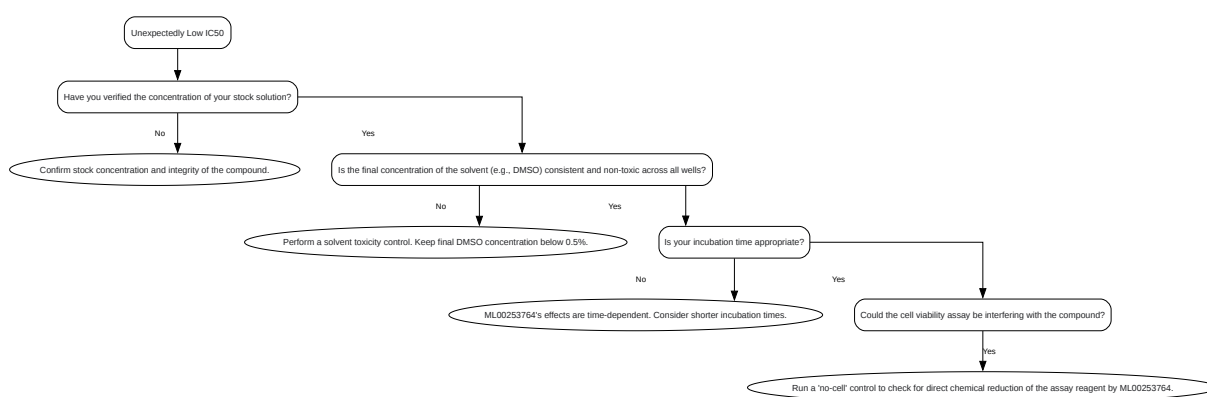 Unexpectedly Low IC50
Have you verified the concentration of your stock solution?
No
Yes
Confirm stock concentration and integrity of the compound.
Is the final concentration of the solvent (e.g., DMSO) consistent and non-toxic across all wells?
No
Yes
Perform a solvent toxicity control. Keep final DMSO concentration below 0.5%.
Is your incubation time appropriate?
No
Yes
ML00253764's effects are time-dependent. Consider shorter incubation times.
Could the cell viability assay be interfering with the compound?
Yes
Run a 'no-cell' control to check for direct chemical reduction of the assay reagent by ML00253764.